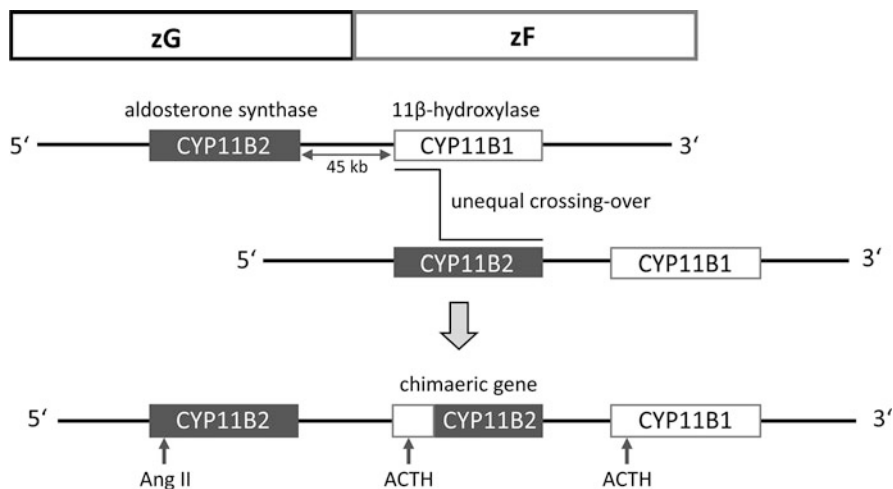 zG zF
aldosterone synthase 11β-hydroxylase
5‘ CYP11B2 CYP11B1 3‘
45 kb
unequal crossing-over
5‘ CYP11B2 CYP11B1 3‘
chimaeric gene
5‘ CYP11B2 CYP11B2 CYP11B1 3‘
Ang II ACTH ACTH